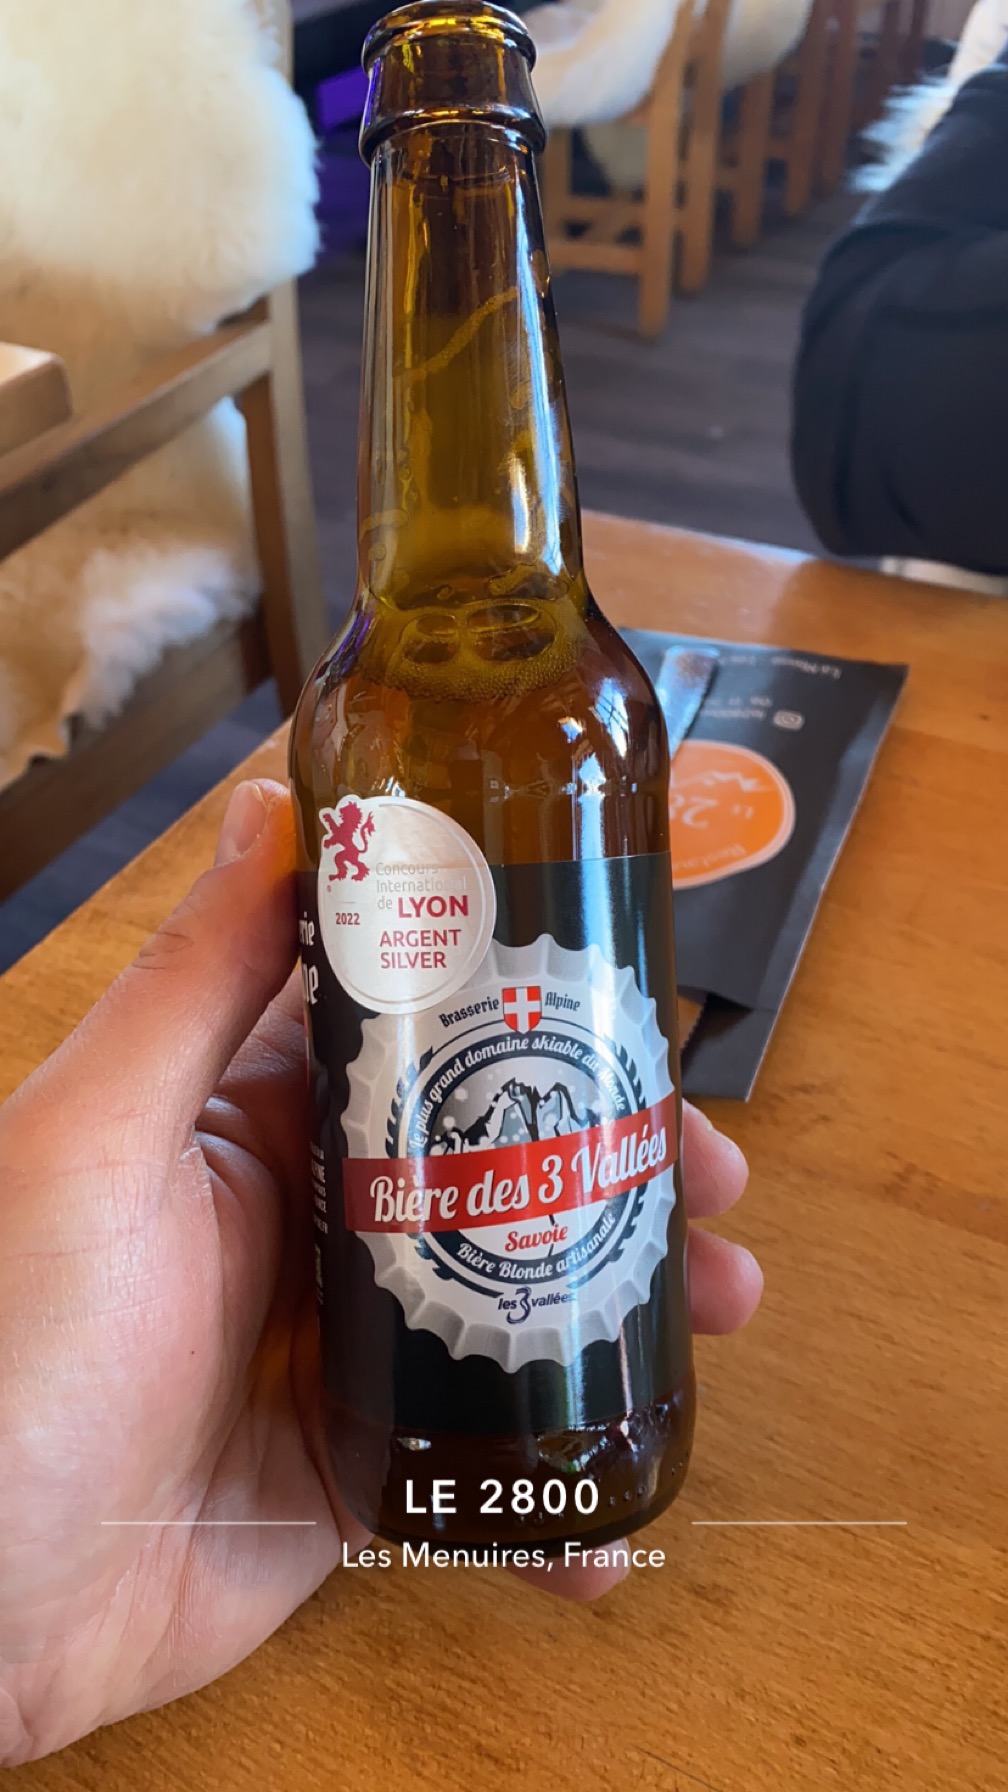 Concours
International
de LYON
2022
ARGENT
SILVER
Brasserie Alpine
Le plus grand domaine skiable du Monde
Bière des 3 Vallées
Savoie
Bière Blonde artisanale
les 3 vallées
LE 2800
Les Menuires, France